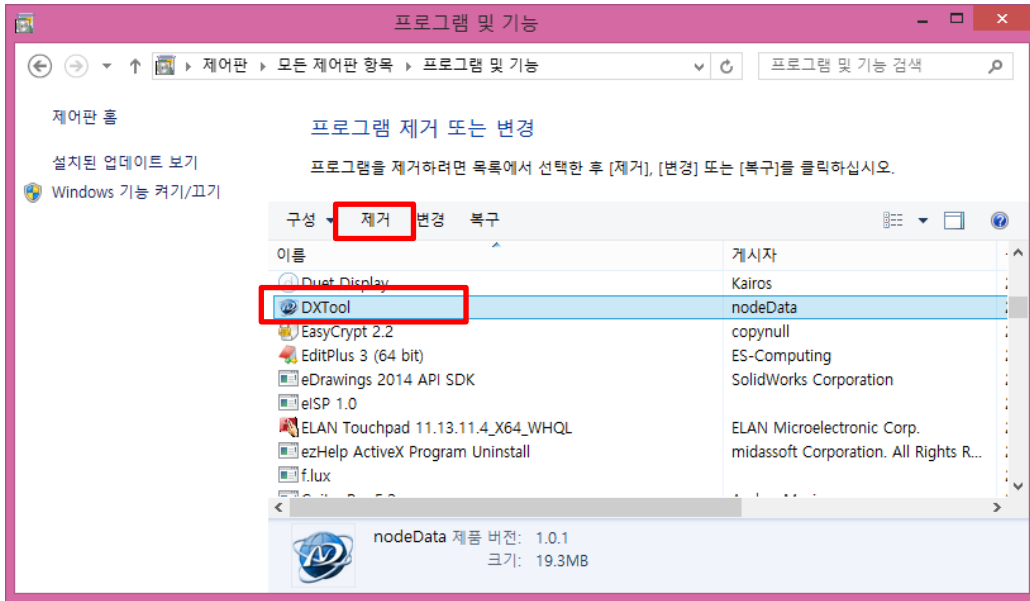 프로그램 및 기능
제어판 모든 제어판 항목 프로그램 및 기능
프로그램 및 기능 검색
제어판 홈
설치된 업데이트 보기
Windows 기능 켜기/끄기
프로그램 제거 또는 변경
프로그램을 제거하려면 목록에서 선택한 후 [제거], [변경] 또는 [복구]를 클릭하십시오.
구성 제거 변경 복구
이름 게시자
Duet Display Kairos
DXTool nodeData
EasyCrypt 2.2 copynull
EditPlus 3 (64 bit) ES-Computing
eDrawings 2014 API SDK SolidWorks Corporation
eISP 1.0
ELAN Touchpad 11.13.11.4_X64_WHQL ELAN Microelectronic Corp.
ezHelp ActiveX Program Uninstall midassoft Corporation. All Rights R...
f.lux
nodeData 제품 버전: 1.0.1
크기: 19.3MB